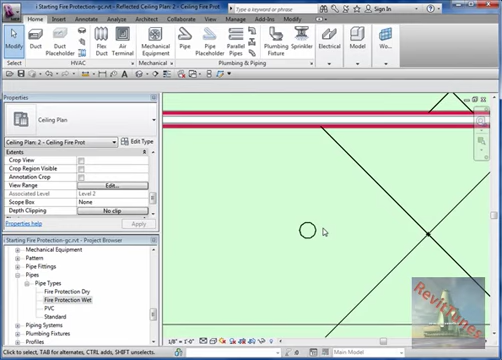 i Starting Fire Protection-gc.rvt - Reflected Ceiling Plan: 2 - Ceiling Fire Prot
Sign In
Home Insert Annotate Analyze Architect Collaborate View Manage Add-Ins Modify
Modify
Duct
Duct Placeholder
Flex Duct
Air Terminal
Mechanical Equipment
Pipe
Pipe Placeholder
Parallel Pipes
Plumbing Fixture
Sprinkler
Electrical
Model
Wo...
Select
HVAC
Mechanical
Plumbing & Piping
Properties
Ceiling Plan
Ceiling Plan: 2 - Ceiling Fire Prot
Edit Type
Extents
Crop View
Crop Region Visible
Annotation Crop
View Range Edit...
Associated Level Level 2
Scope Box None
Depth Clipping No clip
Properties help
Apply
i Starting Fire Protection-gc.rvt - Project Browser
Mechanical Equipment
Pattern
Pipe Fittings
Pipes
Pipe Types
Fire Protection Dry
Fire Protection Wet
PVC
Standard
Piping Systems
Plumbing Fixtures
1/8" = 1'-0"
Click to select, TAB for alternates, CTRL adds, SHIFT unselects.
:0
Main Model
Revit Tunes